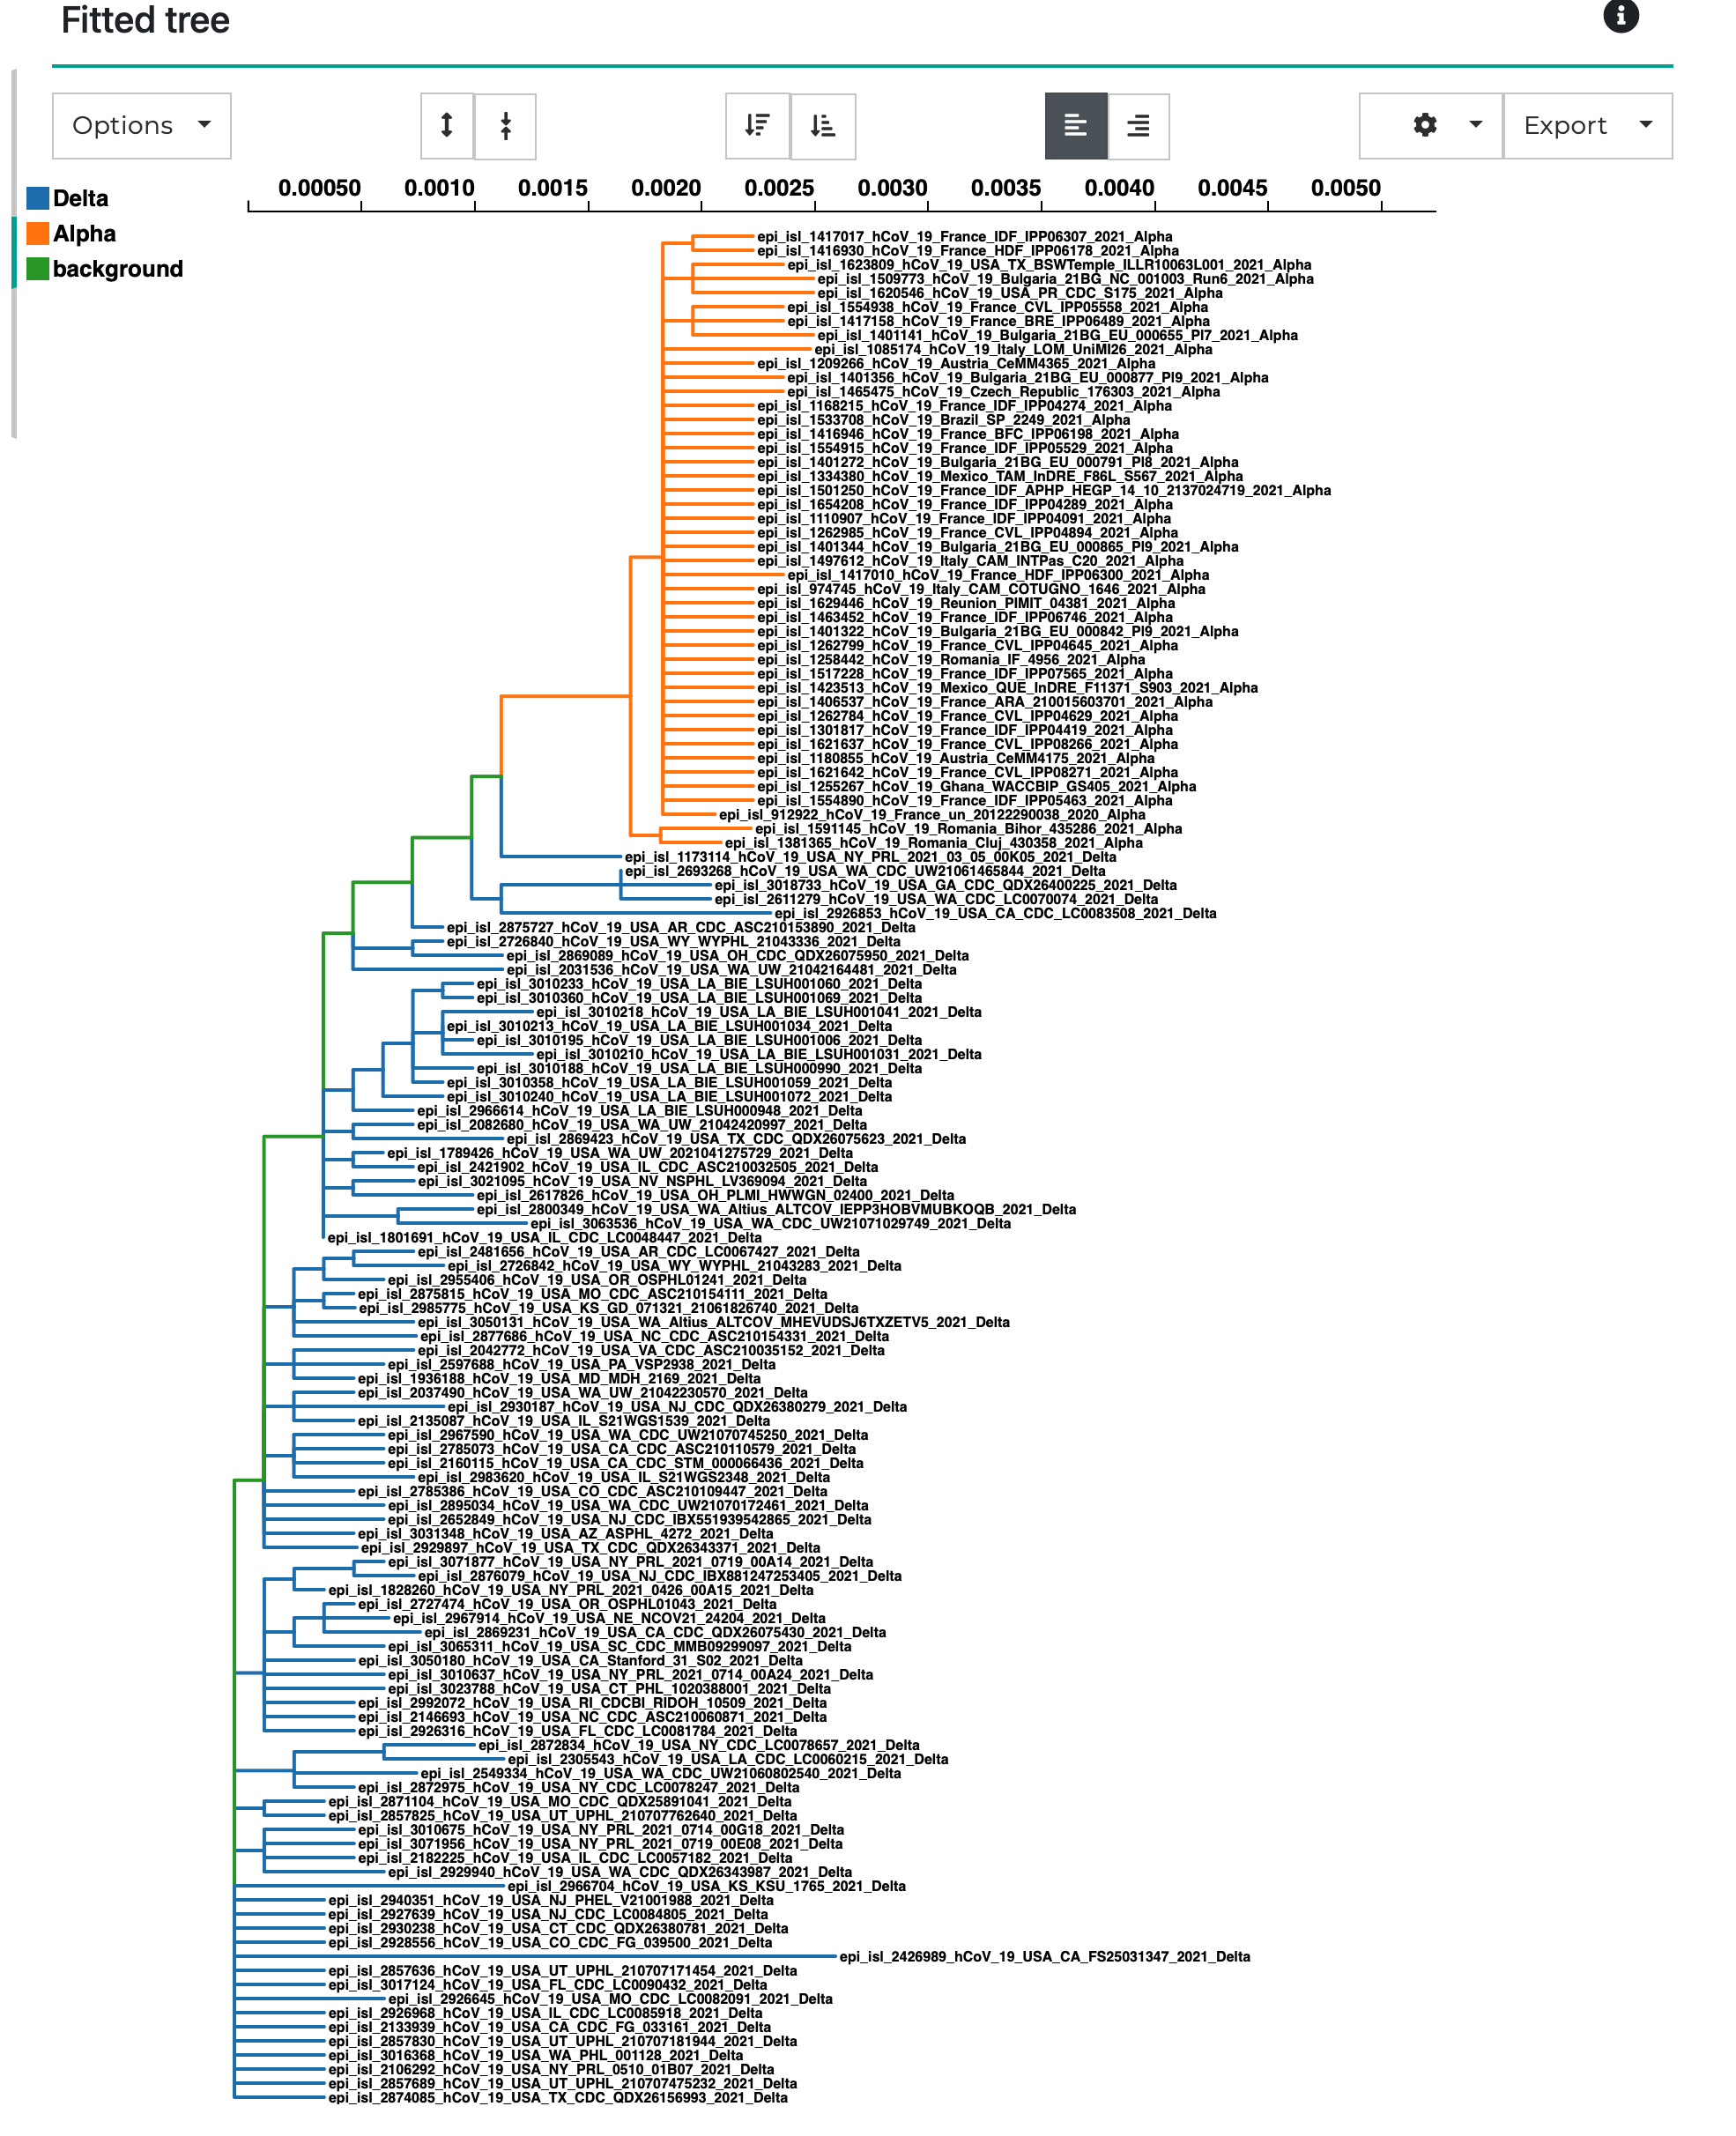 Fitted tree
Options
Export
0.00050 0.0010 0.0015 0.0020 0.0025 0.0030 0.0035 0.0040 0.0045 0.0050
Delta
Alpha
background
epi_isl_1417017_hCoV_19_France_IDF_IPP06307_2021_Alpha
epi_isl_1416930_hCoV_19_France_HDF_IPP06178_2021_Alpha
epi_isl_1623809_hCoV_19_USA_TX_BSWTemple_ILLR10063L001_2021_Alpha
epi_isl_1509773_hCoV_19_Bulgaria_21BG_NC_001003_Run6_2021_Alpha
epi_isl_1620546_hCoV_19_USA_PR_CDC_S175_2021_Alpha
epi_isl_1554938_hCoV_19_France_CVL_IPP05558_2021_Alpha
epi_isl_1417158_hCoV_19_France_BRE_IPP06489_2021_Alpha
epi_isl_1401141_hCoV_19_Bulgaria_21BG_EU_000655_Pl7_2021_Alpha
epi_isl_1085174_hCoV_19_Italy_LOM_UniMI26_2021_Alpha
epi_isl_1209266_hCoV_19_Austria_CeMM4365_2021_Alpha
epi_isl_1401356_hCoV_19_Bulgaria_21BG_EU_000877_Pl9_2021_Alpha
epi_isl_1465475_hCoV_19_Czech_Republic_176303_2021_Alpha
epi_isl_1168215_hCoV_19_France_IDF_IPP04274_2021_Alpha
epi_isl_1533708_hCoV_19_Brazil_SP_2249_2021_Alpha
epi_isl_1416946_hCoV_19_France_BFC_IPP06198_2021_Alpha
epi_isl_1554915_hCoV_19_France_IDF_IPP05529_2021_Alpha
epi_isl_1401272_hCoV_19_Bulgaria_21BG_EU_000791_Pl8_2021_Alpha
epi_isl_1334380_hCoV_19_Mexico_TAM_InDRE_F86L_S567_2021_Alpha
epi_isl_1501250_hCoV_19_France_IDF_APHP_HEGP_14_10_2137024719_2021_Alpha
epi_isl_1654208_hCoV_19_France_IDF_IPP04289_2021_Alpha
epi_isl_1110907_hCoV_19_France_IDF_IPP04091_2021_Alpha
epi_isl_1262985_hCoV_19_France_CVL_IPP04894_2021_Alpha
epi_isl_1401344_hCoV_19_Bulgaria_21BG_EU_000865_Pl9_2021_Alpha
epi_isl_1497612_hCoV_19_Italy_CAM_INTPas_C20_2021_Alpha
epi_isl_1417010_hCoV_19_France_HDF_IPP06300_2021_Alpha
epi_isl_974745_hCoV_19_Italy_CAM_COTUGNO_1646_2021_Alpha
epi_isl_1629446_hCoV_19_Reunion_PIMIT_04381_2021_Alpha
epi_isl_1463452_hCoV_19_France_IDF_IPP06746_2021_Alpha
epi_isl_1401322_hCoV_19_Bulgaria_21BG_EU_000842_Pl9_2021_Alpha
epi_isl_1262799_hCoV_19_France_CVL_IPP04645_2021_Alpha
epi_isl_1258442_hCoV_19_Romania_IF_4956_2021_Alpha
epi_isl_1517228_hCoV_19_France_IDF_IPP07565_2021_Alpha
epi_isl_1423513_hCoV_19_Mexico_QUE_InDRE_F11371_S903_2021_Alpha
epi_isl_1406537_hCoV_19_France_ARA_210015603701_2021_Alpha
epi_isl_1262784_hCoV_19_France_CVL_IPP04629_2021_Alpha
epi_isl_1301817_hCoV_19_France_IDF_IPP04419_2021_Alpha
epi_isl_1621637_hCoV_19_France_CVL_IPP08266_2021_Alpha
epi_isl_1180855_hCoV_19_Austria_CeMM4175_2021_Alpha
epi_isl_1621642_hCoV_19_France_CVL_IPP08271_2021_Alpha
epi_isl_1255267_hCoV_19_Ghana_WACCBIP_GS405_2021_Alpha
epi_isl_1554890_hCoV_19_France_IDF_IPP05463_2021_Alpha
epi_isl_912922_hCoV_19_France_un_20122290038_2020_Alpha
epi_isl_1591145_hCoV_19_Romania_Bihor_435286_2021_Alpha
epi_isl_1381365_hCoV_19_Romania_Cluj_430358_2021_Alpha
epi_isl_1173114_hCoV_19_USA_NY_PRL_2021_03_05_00K05_2021_Delta
epi_isl_2693268_hCoV_19_USA_WA_CDC_UW21061465844_2021_Delta
epi_isl_3018733_hCoV_19_USA_GA_CDC_QDX26400225_2021_Delta
epi_isl_2611279_hCoV_19_USA_WA_CDC_LC0070074_2021_Delta
epi_isl_2926853_hCoV_19_USA_CA_CDC_LC0083508_2021_Delta
epi_isl_2875727_hCoV_19_USA_AR_CDC_ASC210153890_2021_Delta
epi_isl_2726840_hCoV_19_USA_WY_WYPHL_21043336_2021_Delta
epi_isl_2869089_hCoV_19_USA_OH_CDC_QDX26075950_2021_Delta
epi_isl_2031536_hCoV_19_USA_WA_UW_21042164481_2021_Delta
epi_isl_3010233_hCoV_19_USA_LA_BIE_LSUH001060_2021_Delta
epi_isl_3010360_hCoV_19_USA_LA_BIE_LSUH001069_2021_Delta
epi_isl_3010218_hCoV_19_USA_LA_BIE_LSUH001041_2021_Delta
epi_isl_3010213_hCoV_19_USA_LA_BIE_LSUH001034_2021_Delta
epi_isl_3010195_hCoV_19_USA_LA_BIE_LSUH001006_2021_Delta
epi_isl_3010210_hCoV_19_USA_LA_BIE_LSUH001031_2021_Delta
epi_isl_3010188_hCoV_19_USA_LA_BIE_LSUH000990_2021_Delta
epi_isl_3010358_hCoV_19_USA_LA_BIE_LSUH001059_2021_Delta
epi_isl_3010240_hCoV_19_USA_LA_BIE_LSUH001072_2021_Delta
epi_isl_2966614_hCoV_19_USA_LA_BIE_LSUH000948_2021_Delta
epi_isl_2082680_hCoV_19_USA_WA_UW_21042420997_2021_Delta
epi_isl_2869423_hCoV_19_USA_TX_CDC_QDX26075623_2021_Delta
epi_isl_1789426_hCoV_19_USA_WA_UW_2021041275729_2021_Delta
epi_isl_2421902_hCoV_19_USA_IL_CDC_ASC210032505_2021_Delta
epi_isl_3021095_hCoV_19_USA_NV_NSPHL_LV369094_2021_Delta
epi_isl_2617826_hCoV_19_USA_OH_PLMI_HWWGN_02400_2021_Delta
epi_isl_2800349_hCoV_19_USA_WA_Altius_ALTCOV_IEPP3HOBVMUBKOQB_2021_Delta
epi_isl_3063536_hCoV_19_USA_WA_CDC_UW21071029749_2021_Delta
epi_isl_1801691_hCoV_19_USA_IL_CDC_LC0048447_2021_Delta
epi_isl_2481656_hCoV_19_USA_AR_CDC_LC0067427_2021_Delta
epi_isl_2726842_hCoV_19_USA_WY_WYPHL_21043283_2021_Delta
epi_isl_2955406_hCoV_19_USA_OR_OSPHL01241_2021_Delta
epi_isl_2875815_hCoV_19_USA_MO_CDC_ASC210154111_2021_Delta
epi_isl_2985775_hCoV_19_USA_KS_GD_071321_21061826740_2021_Delta
epi_isl_3050131_hCoV_19_USA_WA_Altius_ALTCOV_MHEVUDSJ6TXZETV5_2021_Delta
epi_isl_2877686_hCoV_19_USA_NC_CDC_ASC210154331_2021_Delta
epi_isl_2042772_hCoV_19_USA_VA_CDC_ASC210035152_2021_Delta
epi_isl_2597688_hCoV_19_USA_PA_VSP2938_2021_Delta
epi_isl_1936188_hCoV_19_USA_MD_MDH_2169_2021_Delta
epi_isl_2037490_hCoV_19_USA_WA_UW_21042230570_2021_Delta
epi_isl_2930187_hCoV_19_USA_NJ_CDC_QDX26380279_2021_Delta
epi_isl_2135087_hCoV_19_USA_IL_S21WGS1539_2021_Delta
epi_isl_2967590_hCoV_19_USA_WA_CDC_UW21070745250_2021_Delta
epi_isl_2785073_hCoV_19_USA_CA_CDC_ASC210110579_2021_Delta
epi_isl_2160115_hCoV_19_USA_CA_CDC_STM_000066436_2021_Delta
epi_isl_2983620_hCoV_19_USA_IL_S21WGS2348_2021_Delta
epi_isl_2785386_hCoV_19_USA_CO_CDC_ASC210109447_2021_Delta
epi_isl_2895034_hCoV_19_USA_WA_CDC_UW21070172461_2021_Delta
epi_isl_2652849_hCoV_19_USA_NJ_CDC_IBX551939542865_2021_Delta
epi_isl_3031348_hCoV_19_USA_AZ_ASPHL_4272_2021_Delta
epi_isl_2929897_hCoV_19_USA_TX_CDC_QDX26343371_2021_Delta
epi_isl_3071877_hCoV_19_USA_NY_PRL_2021_0719_00A14_2021_Delta
epi_isl_2876079_hCoV_19_USA_NJ_CDC_IBX881247253405_2021_Delta
epi_isl_1828260_hCoV_19_USA_NY_PRL_2021_0426_00A15_2021_Delta
epi_isl_2727474_hCoV_19_USA_OR_OSPHL01043_2021_Delta
epi_isl_2967914_hCoV_19_USA_NE_NCOV21_24204_2021_Delta
epi_isl_2869231_hCoV_19_USA_CA_CDC_QDX26075430_2021_Delta
epi_isl_3065311_hCoV_19_USA_SC_CDC_MMB09299097_2021_Delta
epi_isl_3050180_hCoV_19_USA_CA_Stanford_31_S02_2021_Delta
epi_isl_3010637_hCoV_19_USA_NY_PRL_2021_0714_00A24_2021_Delta
epi_isl_3023788_hCoV_19_USA_CT_PHL_1020388001_2021_Delta
epi_isl_2992072_hCoV_19_USA_RI_CDCBI_RIDOH_10509_2021_Delta
epi_isl_2146693_hCoV_19_USA_NC_CDC_ASC210060871_2021_Delta
epi_isl_2926316_hCoV_19_USA_FL_CDC_LC0081784_2021_Delta
epi_isl_2872834_hCoV_19_USA_NY_CDC_LC0078657_2021_Delta
epi_isl_2305543_hCoV_19_USA_LA_CDC_LC0060215_2021_Delta
epi_isl_2549334_hCoV_19_USA_WA_CDC_UW21060802540_2021_Delta
epi_isl_2872975_hCoV_19_USA_NY_CDC_LC0078247_2021_Delta
epi_isl_2871104_hCoV_19_USA_MO_CDC_QDX25891041_2021_Delta
epi_isl_2857825_hCoV_19_USA_UT_UPHL_210707762640_2021_Delta
epi_isl_3010675_hCoV_19_USA_NY_PRL_2021_0714_00G18_2021_Delta
epi_isl_3071956_hCoV_19_USA_NY_PRL_2021_0719_00E08_2021_Delta
epi_isl_2182225_hCoV_19_USA_IL_CDC_LC0057182_2021_Delta
epi_isl_2929940_hCoV_19_USA_WA_CDC_QDX26343987_2021_Delta
epi_isl_2966704_hCoV_19_USA_KS_KSU_1765_2021_Delta
epi_isl_2940351_hCoV_19_USA_NJ_PHEL_V21001988_2021_Delta
epi_isl_2927639_hCoV_19_USA_NJ_CDC_LC0084805_2021_Delta
epi_isl_2930238_hCoV_19_USA_CT_CDC_QDX26380781_2021_Delta
epi_isl_2928556_hCoV_19_USA_CO_CDC_FG_039500_2021_Delta
epi_isl_2426989_hCoV_19_USA_CA_FS25031347_2021_Delta
epi_isl_2857636_hCoV_19_USA_UT_UPHL_210707171454_2021_Delta
epi_isl_3017124_hCoV_19_USA_FL_CDC_LC0090432_2021_Delta
epi_isl_2926645_hCoV_19_USA_MO_CDC_LC0082091_2021_Delta
epi_isl_2926968_hCoV_19_USA_IL_CDC_LC0085918_2021_Delta
epi_isl_2133939_hCoV_19_USA_CA_CDC_FG_033161_2021_Delta
epi_isl_2857830_hCoV_19_USA_UT_UPHL_210707181944_2021_Delta
epi_isl_3016368_hCoV_19_USA_WA_PHL_001128_2021_Delta
epi_isl_2106292_hCoV_19_USA_NY_PRL_0510_01B07_2021_Delta
epi_isl_2857689_hCoV_19_USA_UT_UPHL_210707475232_2021_Delta
epi_isl_2874085_hCoV_19_USA_TX_CDC_QDX26156993_2021_Delta